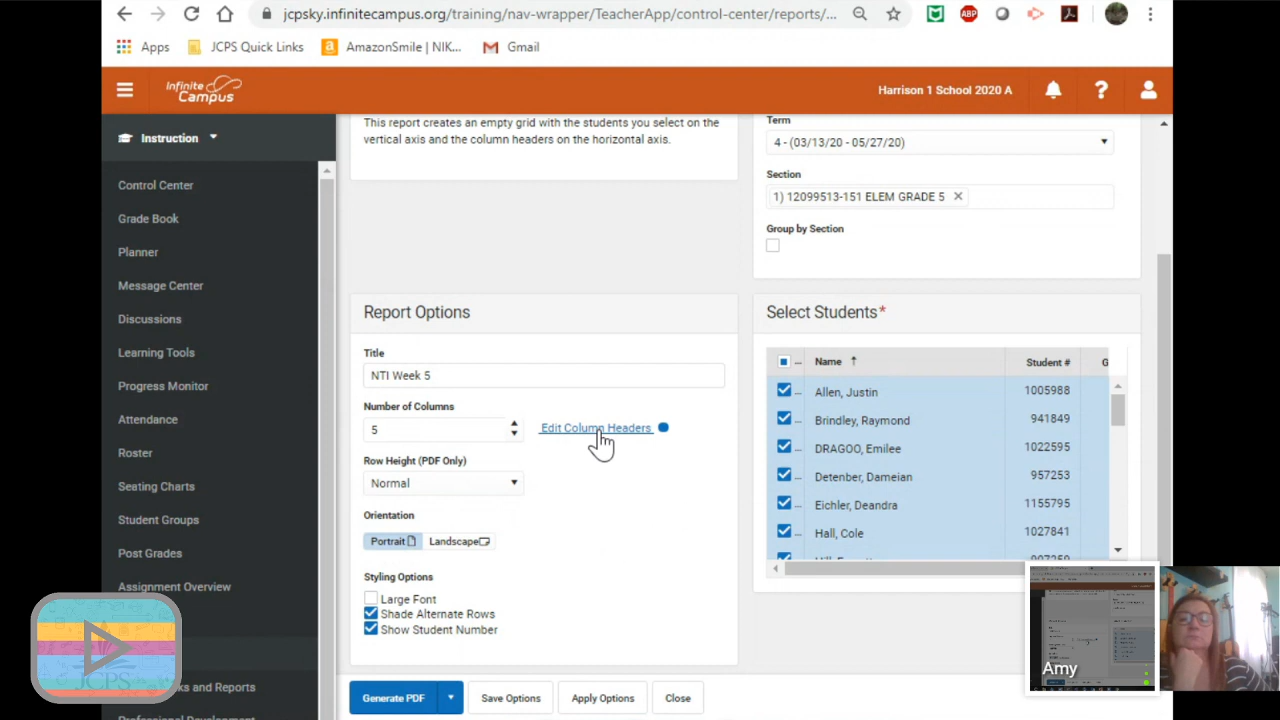 jcpsky.infinitecampus.org/training/nav-wrapper/TeacherApp/control-center/reports/...
ABP
Apps
JCPS Quick Links
AmazonSmile | NIK...
Gmail
Infinite Campus
Harrison 1 School 2020 A
Instruction
Control Center
Grade Book
Planner
Message Center
Discussions
Learning Tools
Progress Monitor
Attendance
Roster
Seating Charts
Student Groups
Post Grades
Assignment Overview
ks and Reports
This report creates an empty grid with the students you select on the
vertical axis and the column headers on the horizontal axis.
Term
4 - (03/13/20 - 05/27/20)
Section
1) 12099513-151 ELEM GRADE 5
Group by Section
Report Options
Title
NTI Week 5
Number of Columns
5
Edit Column Headers
Row Height (PDF Only)
Normal
Orientation
Portrait Landscape
Styling Options
Large Font
Shade Alternate Rows
Show Student Number
Select Students*
... Name Student # G
... Allen, Justin 1005988
... Brindley, Raymond 941849
... DRAGOO, Emilee 1022595
... Detenber, Dameian 957253
... Eichler, Deandra 1155795
... Hall, Cole 1027841
Generate PDF
Save Options
Apply Options
Close
Amy
JCPS